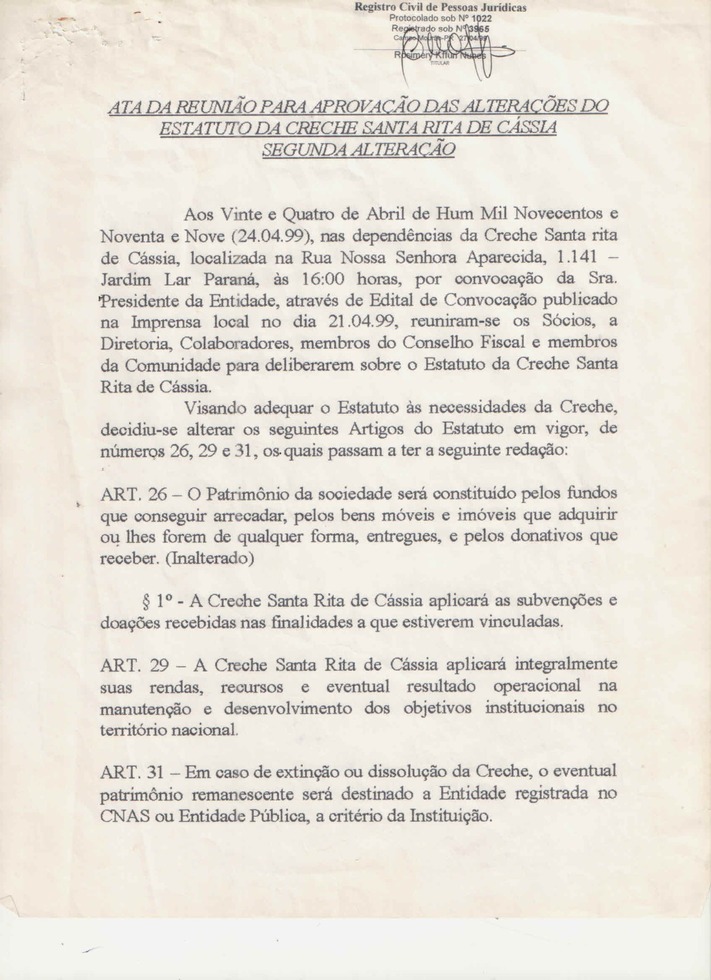 Registro Civil de Pessoas Jurídicas
Protocolado sob Nº 1022
Registrado sob Nº 3965
TITULAR
ATA DA REUNIÃO PARA APROVAÇÃO DAS ALTERAÇÕES DO
ESTATUTO DA CRECHE SANTA RITA DE CÁSSIA
SEGUNDA ALTERAÇÃO
Aos Vinte e Quatro de Abril de Hum Mil Novecentos e
Noventa e Nove (24.04.99), nas dependências da Creche Santa rita
de Cássia, localizada na Rua Nossa Senhora Aparecida, 1.141 –
Jardim Lar Paraná, às 16:00 horas, por convocação da Sra.
Presidente da Entidade, através de Edital de Convocação publicado
na Imprensa local no dia 21.04.99, reuniram-se os Sócios, a
Diretoria, Colaboradores, membros do Conselho Fiscal e membros
da Comunidade para deliberarem sobre o Estatuto da Creche Santa
Rita de Cássia.
Visando adequar o Estatuto às necessidades da Creche,
decidiu-se alterar os seguintes Artigos do Estatuto em vigor, de
números 26, 29 e 31, os quais passam a ter a seguinte redação:
ART. 26 – O Patrimônio da sociedade será constituído pelos fundos
que conseguir arrecadar, pelos bens móveis e imóveis que adquirir
ou lhes forem de qualquer forma, entregues, e pelos donativos que
receber. (Inalterado)
§ 1º - A Creche Santa Rita de Cássia aplicará as subvenções e
doações recebidas nas finalidades a que estiverem vinculadas.
ART. 29 – A Creche Santa Rita de Cássia aplicará integralmente
suas rendas, recursos e eventual resultado operacional na
manutenção e desenvolvimento dos objetivos institucionais no
território nacional.
ART. 31 – Em caso de extinção ou dissolução da Creche, o eventual
patrimônio remanescente será destinado a Entidade registrada no
CNAS ou Entidade Pública, a critério da Instituição.